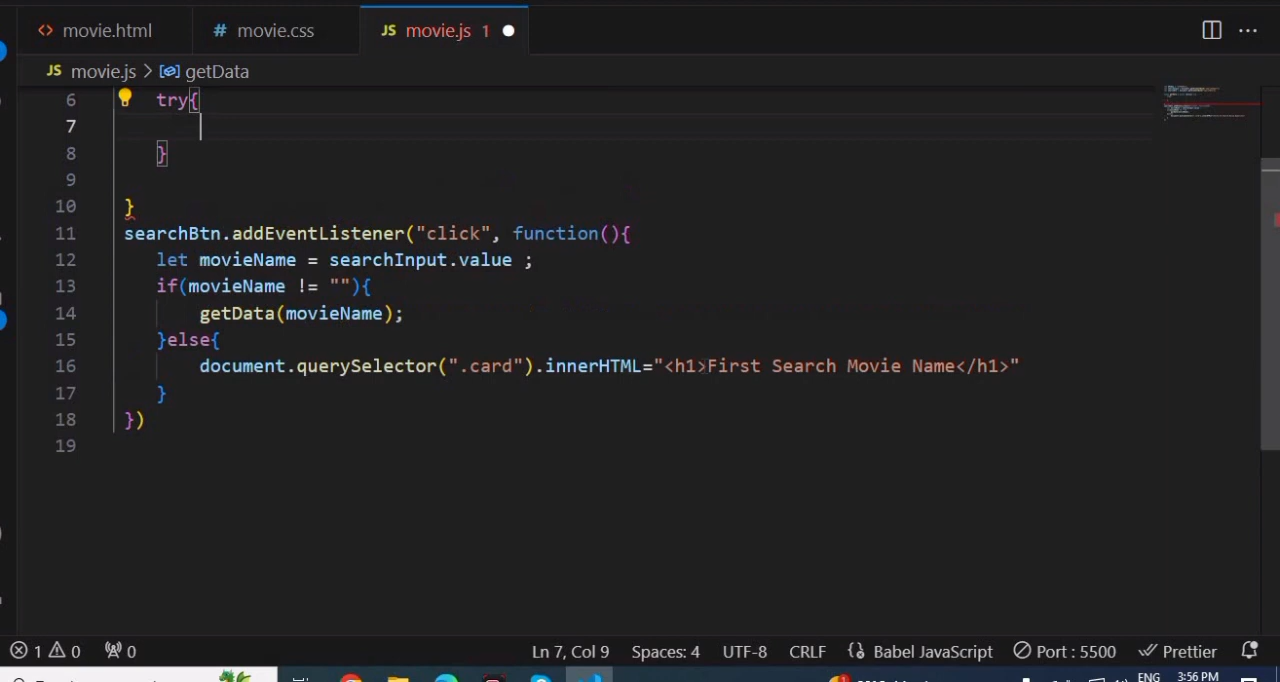 movie.html
# movie.css
JS movie.js 1
JS movie.js > getData
6 try{
7
8 }
9
10 }
11 searchBtn.addEventListener("click", function(){
12 let movieName = searchInput.value ;
13 if(movieName != ""){
14 getData(movieName);
15 }else{
16 document.querySelector(".card").innerHTML="<h1>First Search Movie Name</h1>"
17 }
18 })
19
1 0 0 Ln 7, Col 9 Spaces: 4 UTF-8 CRLF Babel JavaScript Port : 5500 Prettier
ENG 3:56 PM